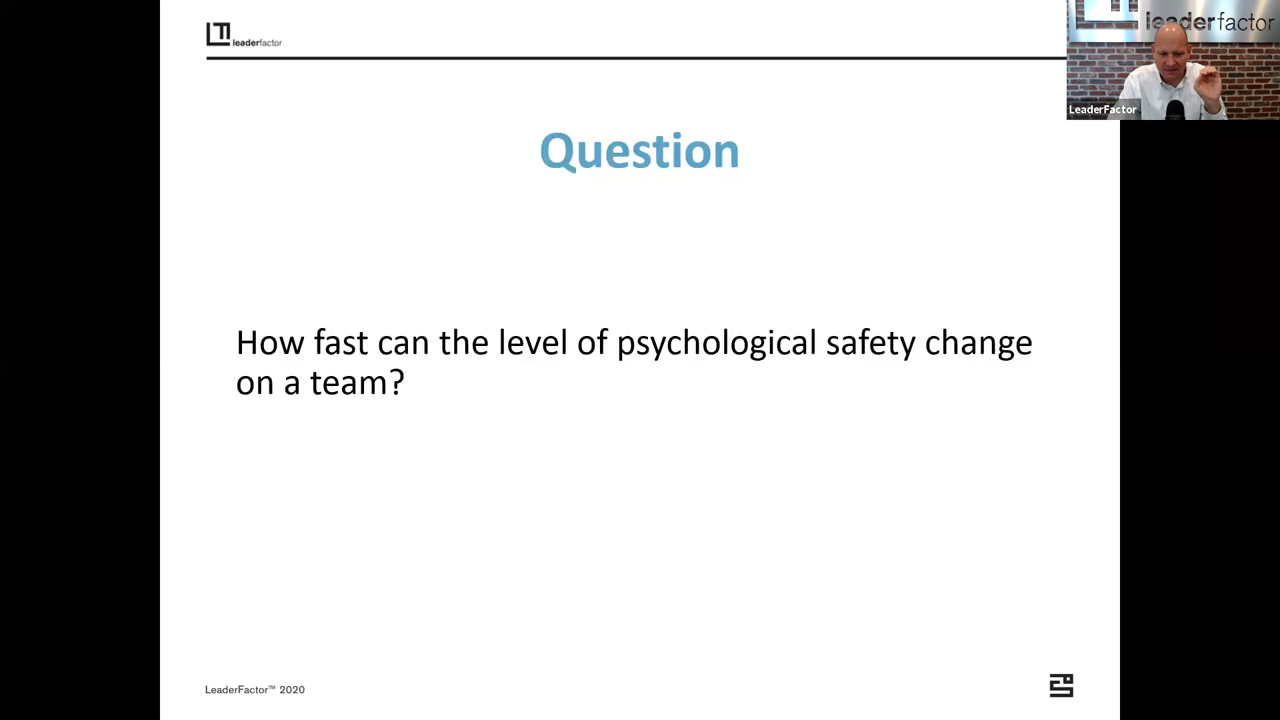 leaderfactor
leaderfactor
LeaderFactor
Question
How fast can the level of psychological safety change
on a team?
LeaderFactor™ 2020